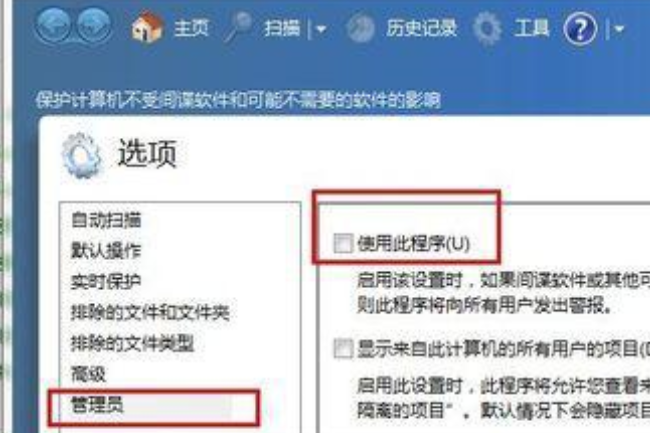 主页 扫描 历史记录 工具
保护计算机不受间谍软件和可能不需要的软件的影响
选项
自动扫描
默认操作
实时保护
排除的文件和文件夹
排除的文件类型
高级
管理员
使用此程序(U)
启用该设置时，如果间谍软件或其他可
则此程序将向所有用户发出警报。
显示来自此计算机的所有用户的项目(
启用此设置时，此程序将允许您查看来
隔离的项目"。默认情况下会隐藏项目